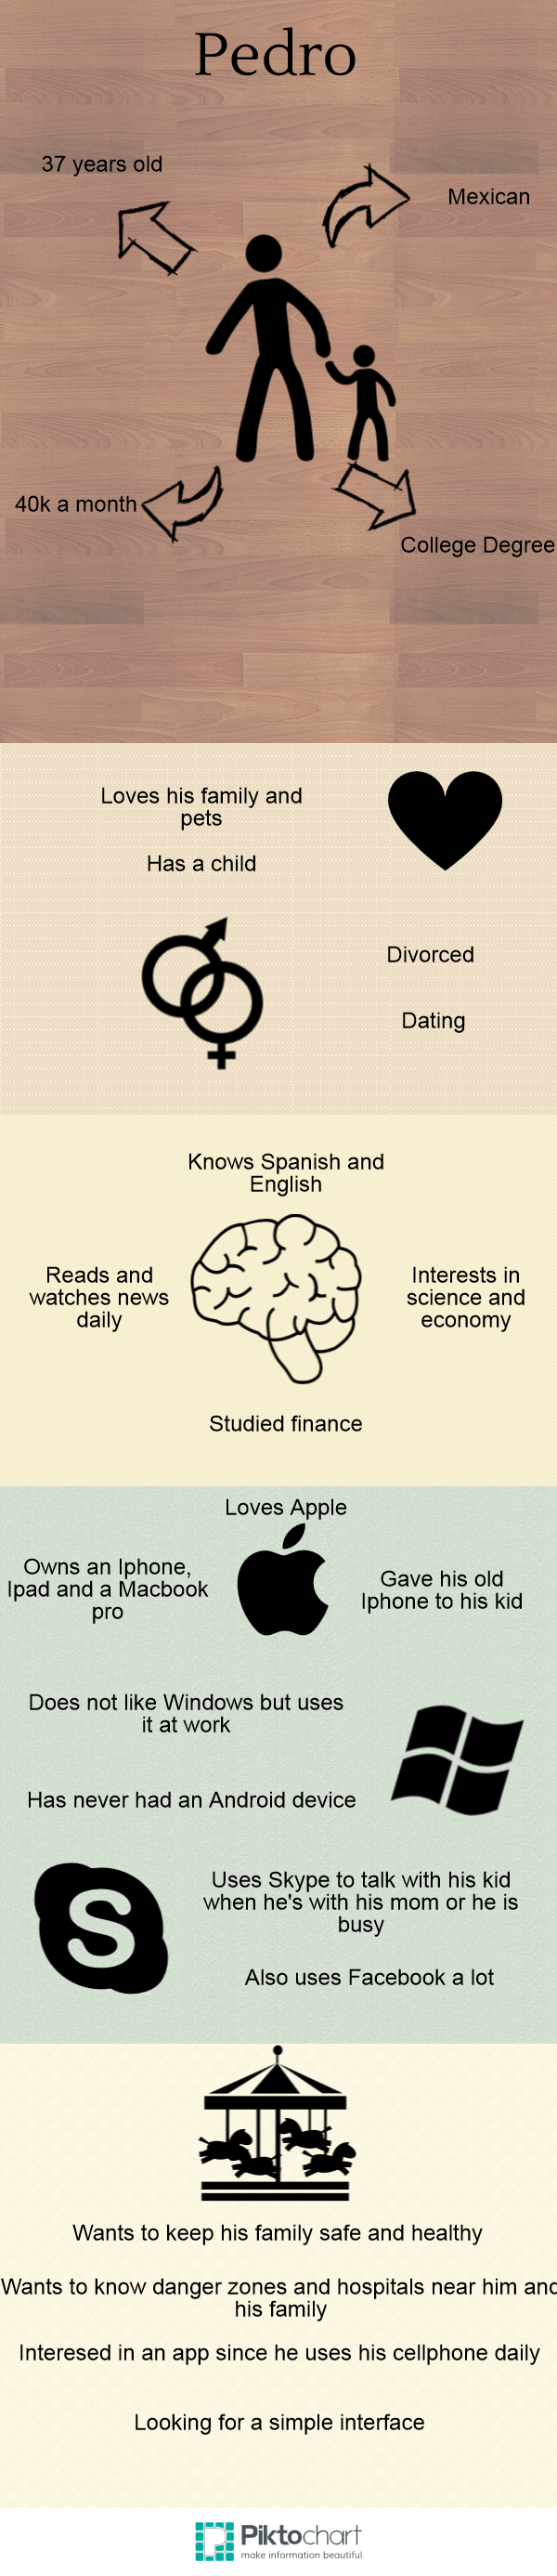 Pedro
37 years old
Mexican
40k a month
College Degree
Loves his family and
pets
Has a child
Divorced
Dating
Knows Spanish and
English
Reads and
watches news
daily
Interests in
science and
economy
Studied finance
Loves Apple
Owns an Iphone,
Ipad and a Macbook
pro
Gave his old
Iphone to his kid
Does not like Windows but uses
it at work
Has never had an Android device
S
Uses Skype to talk with his kid
when he's with his mom or he is
busy
Also uses Facebook a lot
Wants to keep his family safe and healthy
Wants to know danger zones and hospitals near him and
his family
Interesed in an app since he uses his cellphone daily
Looking for a simple interface
Piktochart
make information beautiful